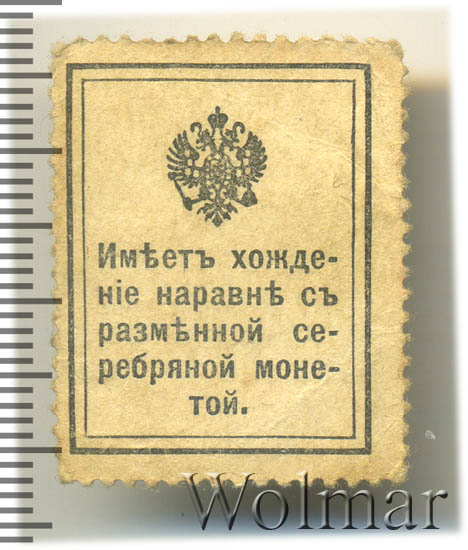 Имѣетъ хожде-
ніе наравнѣ съ
размѣнной се-
ребряной моне-
той.
Wolmar